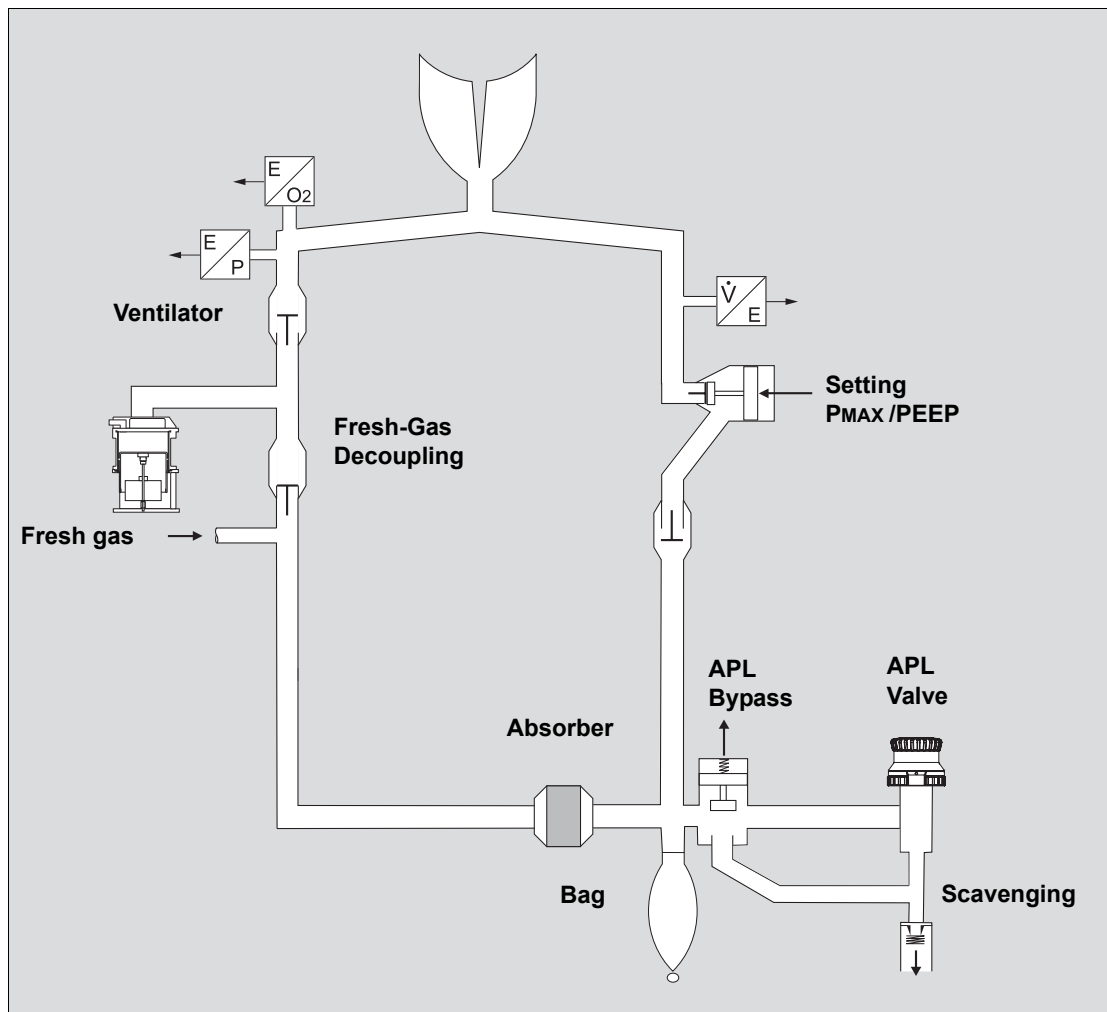 E
O2
E
P
Ventilator
V̇
E
Setting
PMAX /PEEP
Fresh-Gas
Decoupling
Fresh gas
APL
Bypass
APL
Valve
Absorber
Bag
Scavenging